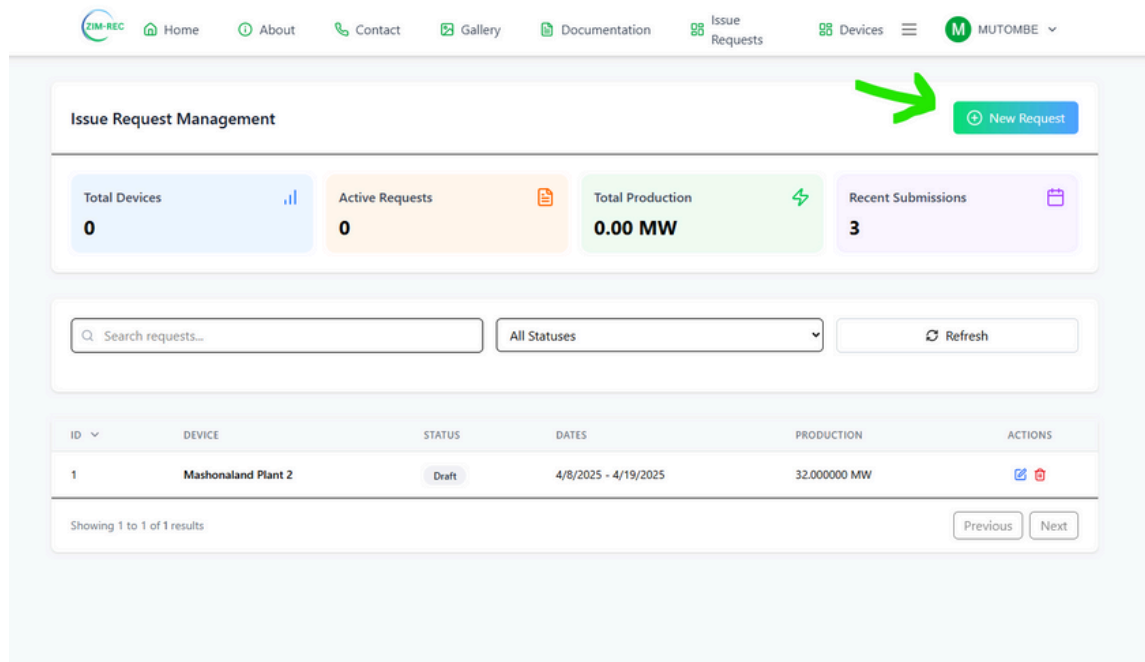 ZIM-REC
Home
About
Contact
Gallery
Documentation
Issue
Requests
Devices
M
MUTOMBE
Issue Request Management
New Request
Total Devices
0
Active Requests
0
Total Production
0.00 MW
Recent Submissions
3
Search requests...
All Statuses
Refresh
ID DEVICE STATUS DATES PRODUCTION ACTIONS
1 Mashonaland Plant 2 Draft 4/8/2025 - 4/19/2025 32.000000 MW
Showing 1 to 1 of 1 results
Previous Next